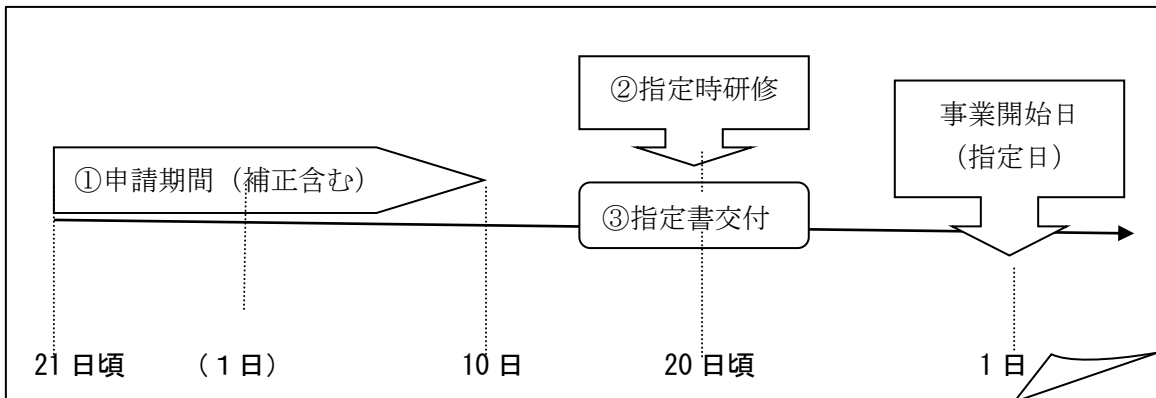 ②指定時研修
事業開始日
（指定日）
①申請期間（補正含む）
③指定書交付
21日頃
（１日）
10日
20日頃
1日